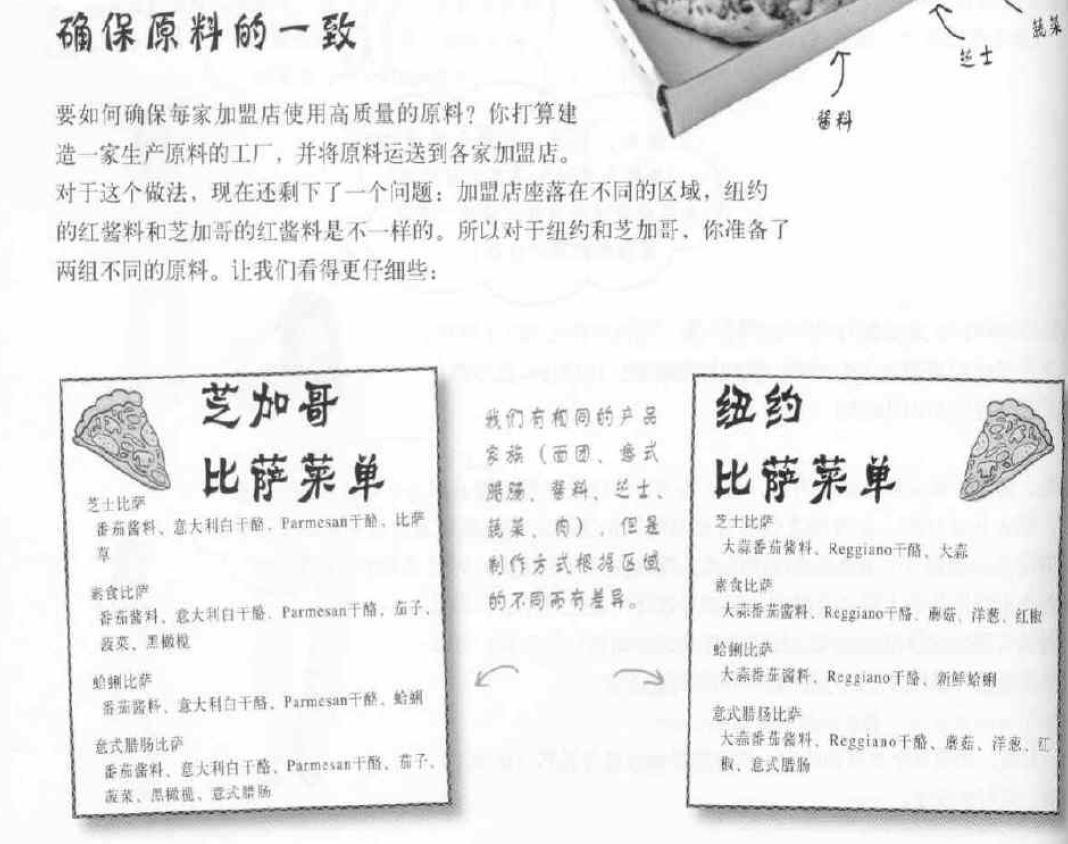 确保原料的一致
蔬菜
芝士
酱料
要如何确保每家加盟店使用高质量的原料？你打算建
造一家生产原料的工厂，并将原料运送到各家加盟店。
对于这个做法，现在还剩下了一个问题：加盟店座落在不同的区域，纽约
的红酱料和芝加哥的红酱料是不一样的。所以对于纽约和芝加哥，你准备了
两组不同的原料。让我们看得更仔细些：
芝加哥
比萨菜单
芝士比萨
番茄酱料、意大利白干酪、Parmesan干酪、比萨
草
素食比萨
番茄酱料、意大利白干酪、Parmesan干酪、茄子、
菠菜、黑橄榄
蛤蜊比萨
番茄酱料、意大利白干酪、Parmesan干酪、蛤蜊
意式腊肠比萨
番茄酱料、意大利白干酪、Parmesan干酪、茄子、
菠菜、黑橄榄、意式腊肠
我们有相同的产品
家族（面团、意式
腊肠、酱料、芝士、
蔬菜、肉），但是
制作方式根据区域
的不同而有差异。
纽约
比萨菜单
芝士比萨
大蒜番茄酱料、Reggiano干酪、大蒜
素食比萨
大蒜番茄酱料、Reggiano干酪、蘑菇、洋葱、红椒
蛤蜊比萨
大蒜番茄酱料、Reggiano干酪、新鲜蛤蜊
意式腊肠比萨
大蒜番茄酱料、Reggiano干酪、蘑菇、洋葱、红
椒、意式腊肠